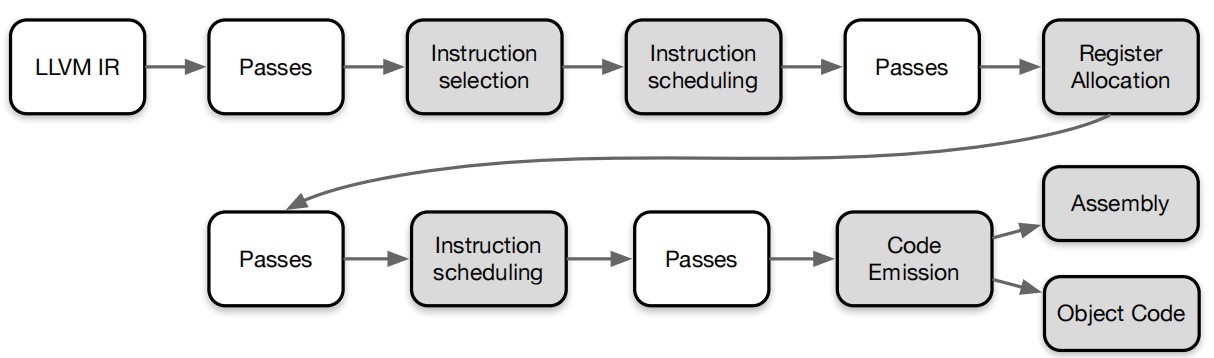 LLVM IR
Passes
Instruction
selection
Instruction
scheduling
Passes
Register
Allocation
Passes
Instruction
scheduling
Passes
Code
Emission
Assembly
Object Code